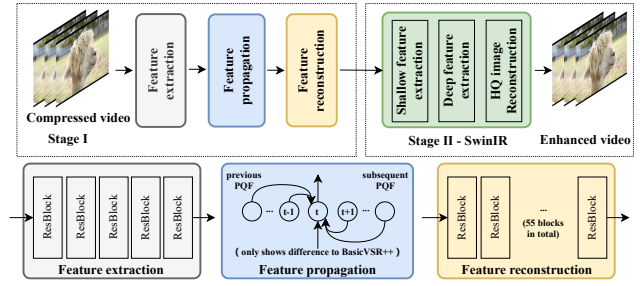 Compressed video
Stage I
Feature
extraction
Feature
propagation
Feature
reconstruction
Shallow feature
extraction
Deep feature
extraction
HQ image
Reconstruction
Stage II - SwinIR
Enhanced video
ResBlock
ResBlock
ResBlock
ResBlock
ResBlock
Feature extraction
previous
PQF
subsequent
PQF
...
t-1
t
t+1
...
( only shows difference to BasicVSR++ )
Feature propagation
ResBlock
ResBlock
...
(55 blocks
in total)
ResBlock
Feature reconstruction